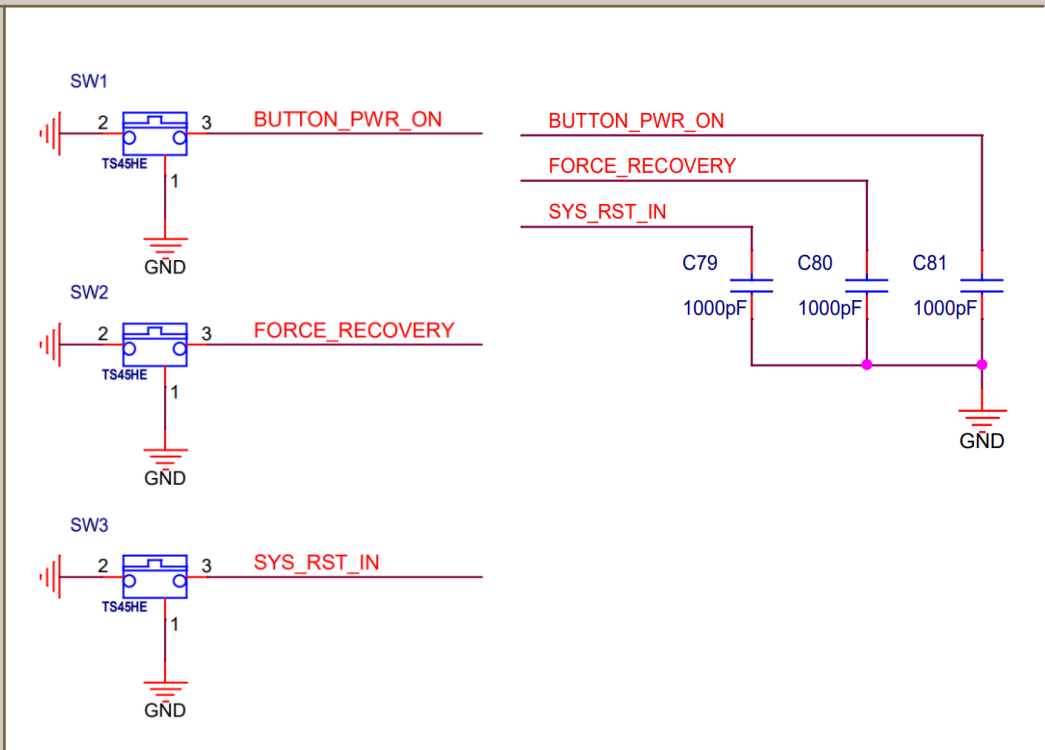 SW1
2
3
BUTTON_PWR_ON
TS45HE
1
GND
SW2
2
3
FORCE_RECOVERY
TS45HE
1
GND
SW3
2
3
SYS_RST_IN
TS45HE
1
GND
BUTTON_PWR_ON
FORCE_RECOVERY
SYS_RST_IN
C79
C80
C81
1000pF
1000pF
1000pF
GND